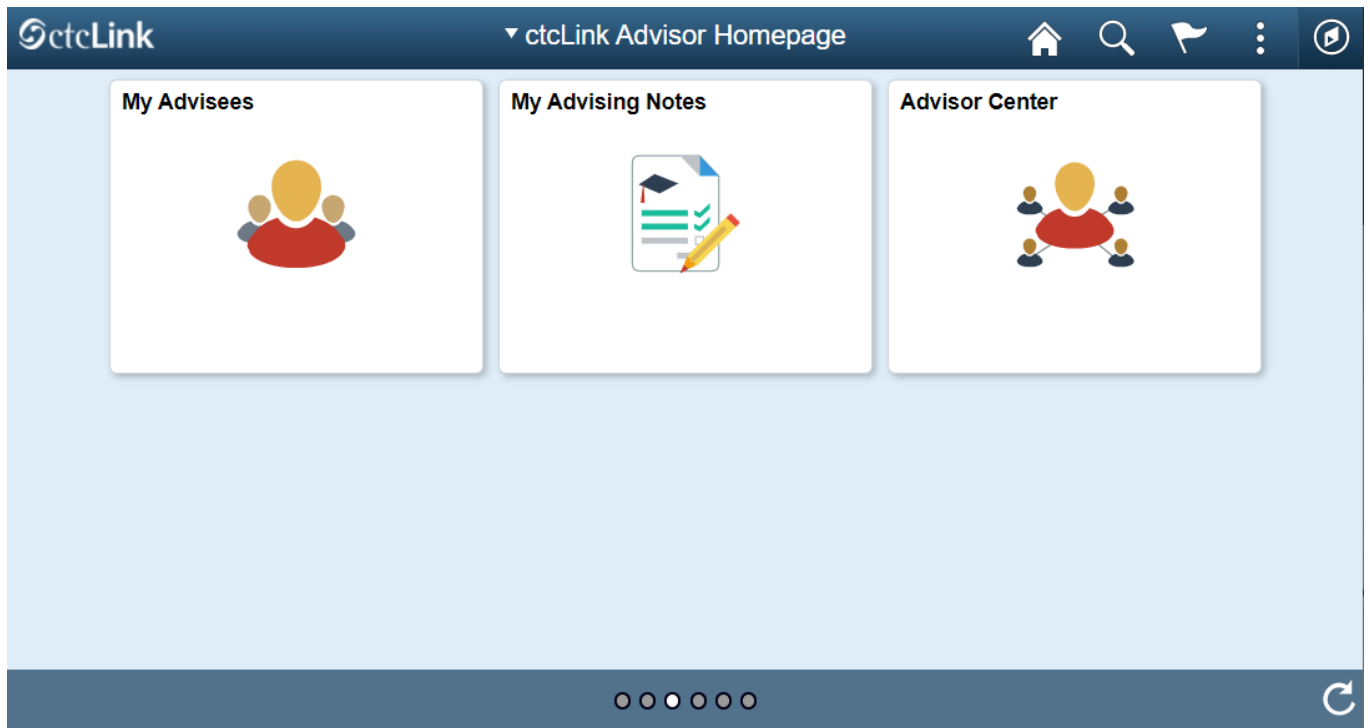 ctcLink
ctcLink Advisor Homepage
My Advisees
My Advising Notes
Advisor Center